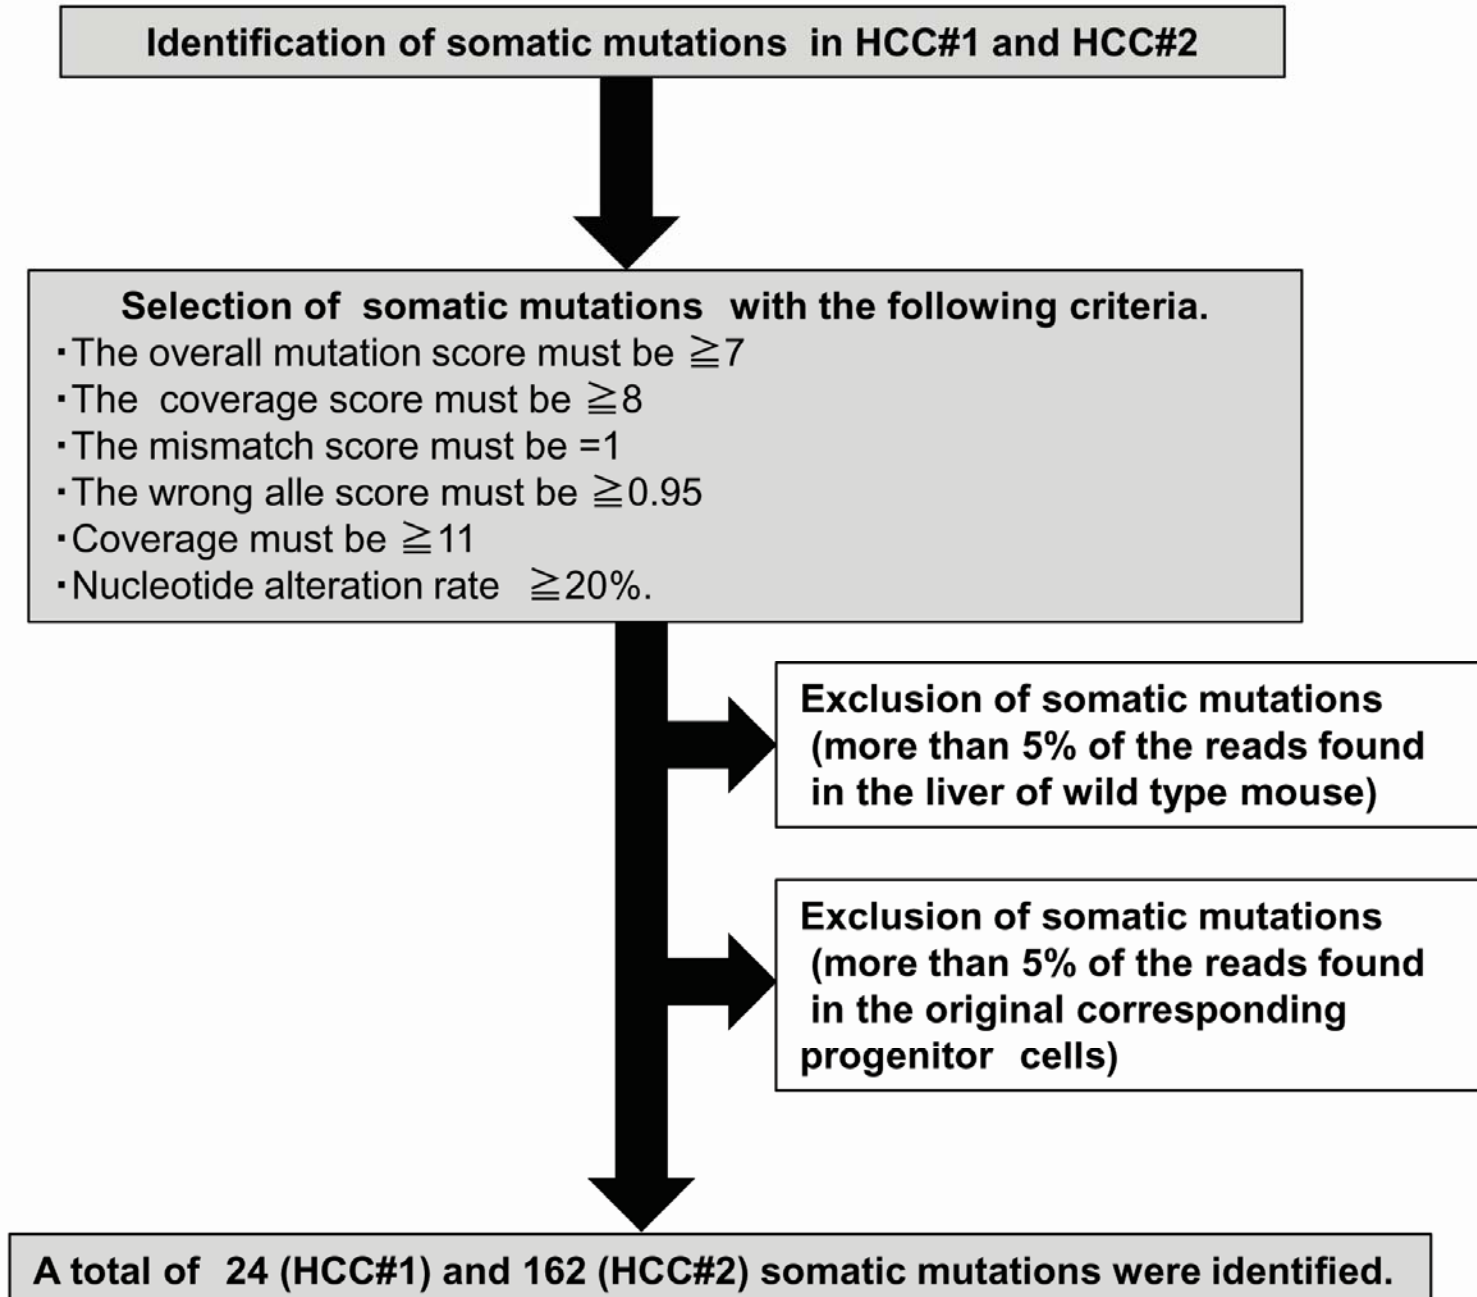 Identification of somatic mutations in HCC#1 and HCC#2
Selection of somatic mutations with the following criteria.
・The overall mutation score must be ≧7
・The coverage score must be ≧8
・The mismatch score must be =1
・The wrong alle score must be ≧0.95
・Coverage must be ≧11
・Nucleotide alteration rate ≧20%.
Exclusion of somatic mutations
(more than 5% of the reads found
in the liver of wild type mouse)
Exclusion of somatic mutations
(more than 5% of the reads found
in the original corresponding
progenitor cells)
A total of 24 (HCC#1) and 162 (HCC#2) somatic mutations were identified.